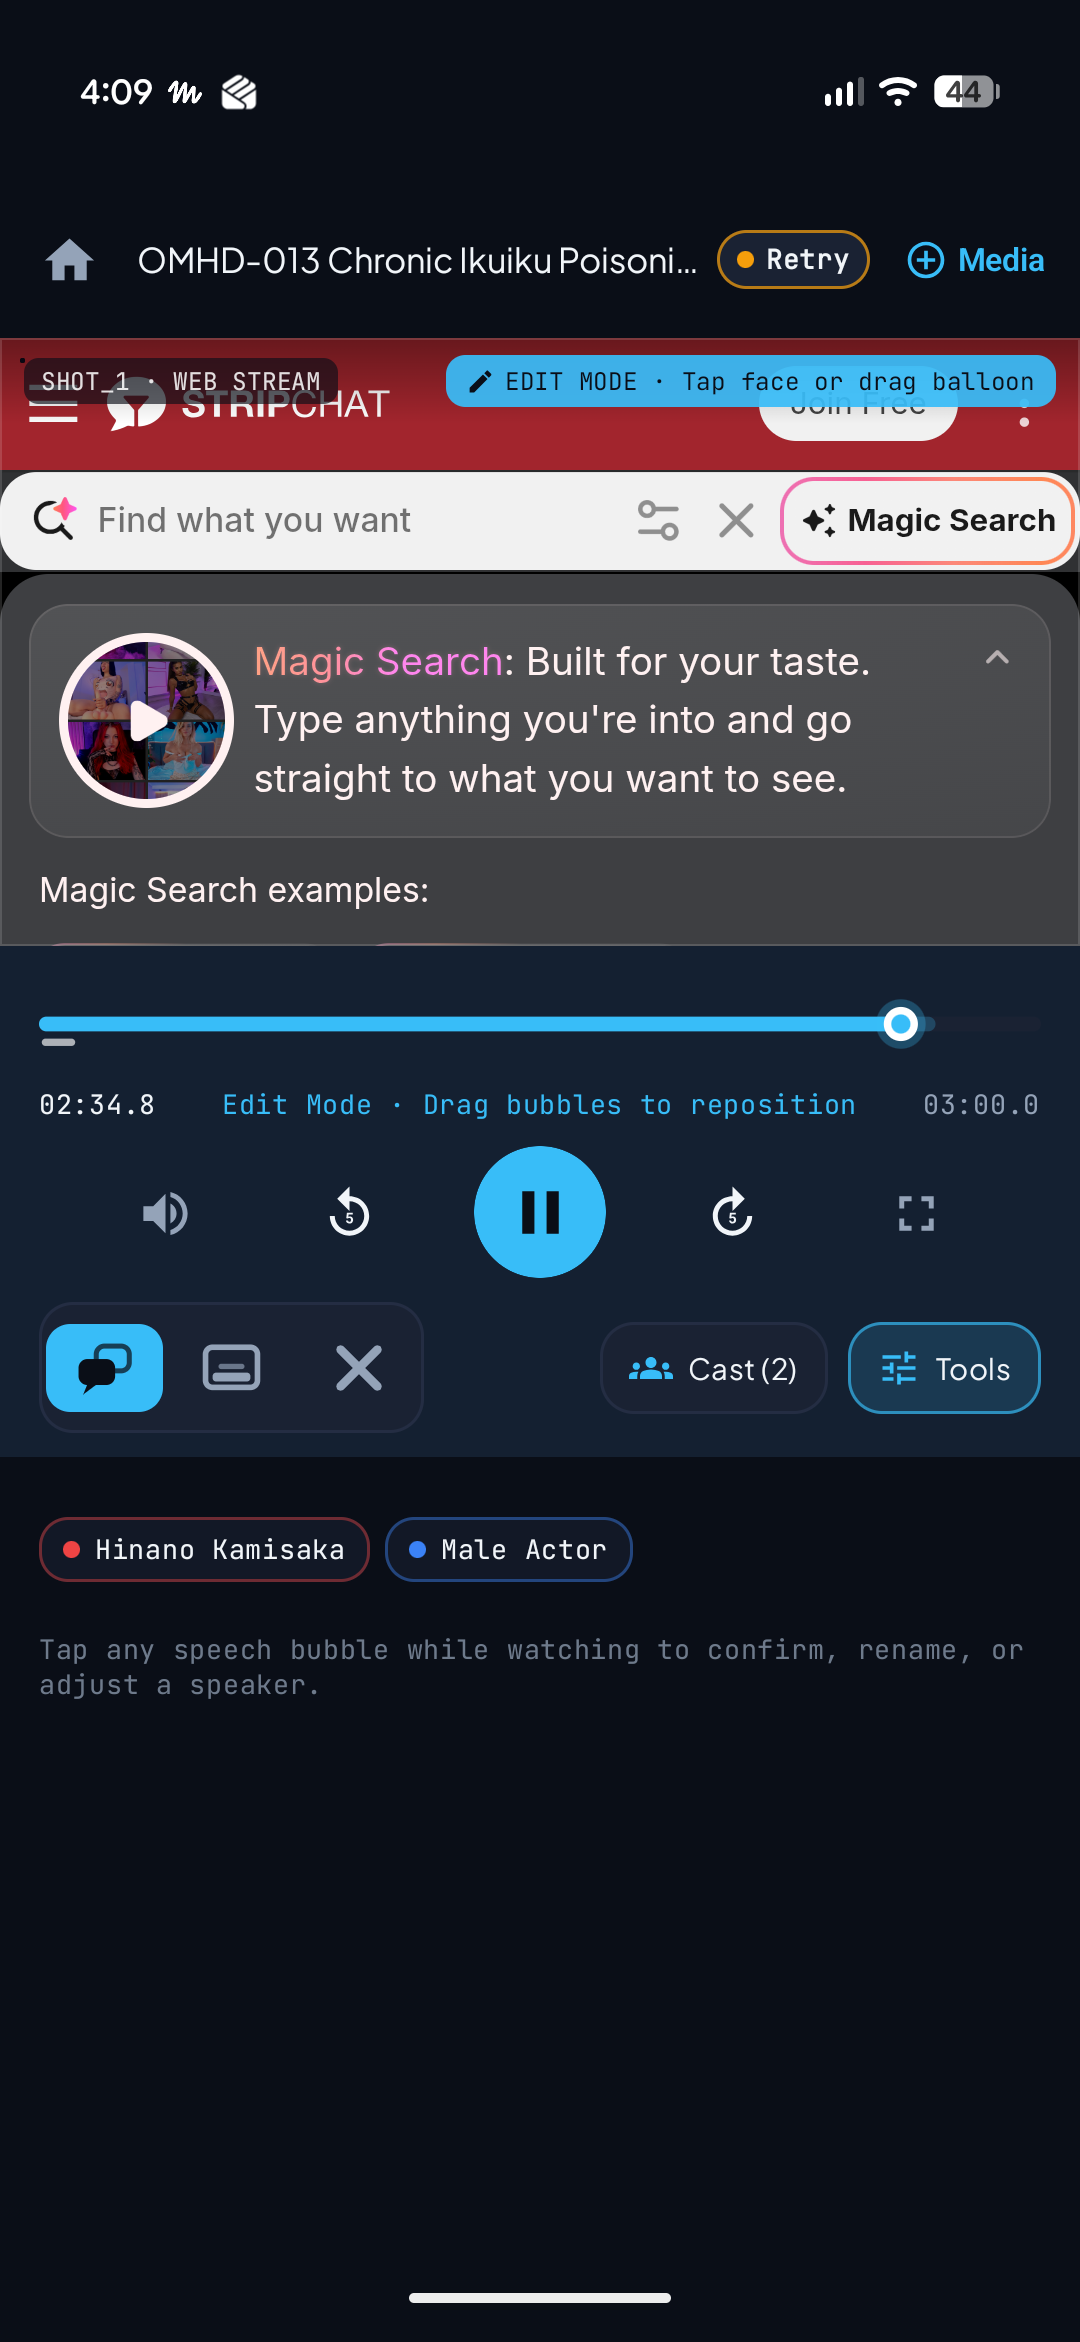 4:09
44
OMHD-013 Chronic Ikuiku Poisoni...
Retry
Media
SHOT_1 · WEB STREAM
EDIT MODE · Tap face or drag balloon
STRIPCHAT
Join Free
Find what you want
Magic Search
Magic Search: Built for your taste.
Type anything you're into and go
straight to what you want to see.
Magic Search examples:
02:34.8
Edit Mode · Drag bubbles to reposition
03:00.0
5
5
Cast (2)
Tools
Hinano Kamisaka
Male Actor
Tap any speech bubble while watching to confirm, rename, or
adjust a speaker.